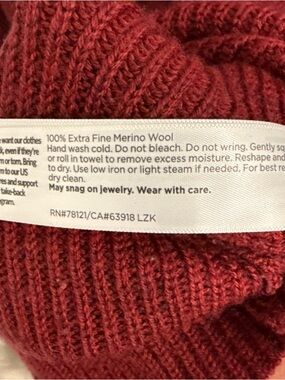 want our clothes
k, even if they're
n or torn. Bring
m to our US
res and support
take-back
gram.
100% Extra Fine Merino Wool
Hand wash cold. Do not bleach. Do not wring. Gently sq
or roll in towel to remove excess moisture. Reshape and
to dry. Use low iron or light steam if needed. For best re
dry clean.
May snag on jewelry. Wear with care.
RN#78121/CA#63918 LZK